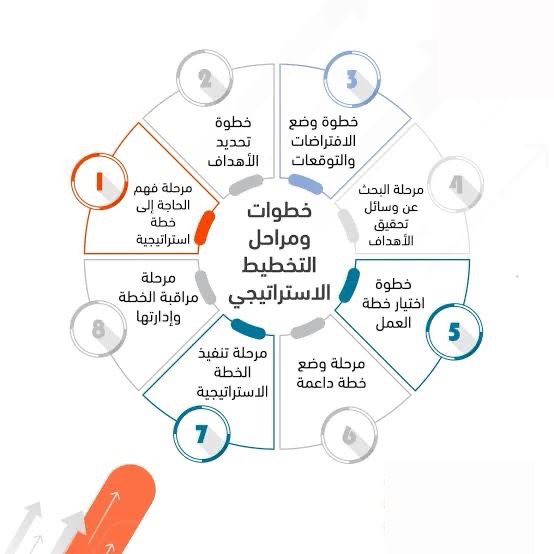 خطوات
ومراحل
التخطيط
الاستراتيجي
1
مرحلة فهم
الحاجة إلى
خطة
استراتيجية
2
خطوة
تحديد
الأهداف
3
خطوة وضع
الافتراضات
والتوقعات
4
مرحلة البحث
عن وسائل
تحقيق
الأهداف
5
خطوة
اختيار خطة
العمل
6
مرحلة وضع
خطة داعمة
7
مرحلة تنفيذ
الخطة
الاستراتيجية
8
مرحلة
مراقبة الخطة
وإدارتها